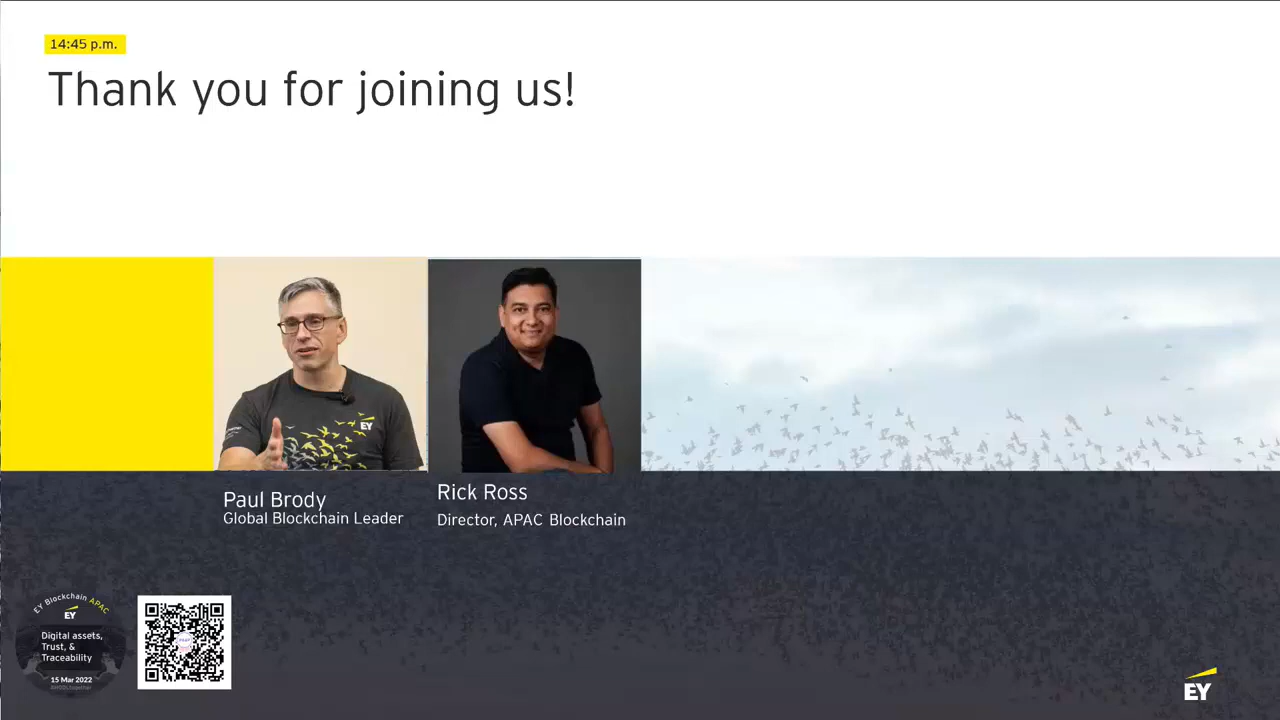 14:45 p.m.
Thank you for joining us!
EY
Paul Brody
Global Blockchain Leader
Rick Ross
Director, APAC Blockchain
EY Blockchain APAC
EY
Digital assets,
Trust, &
Traceability
15 Mar 2022
EY